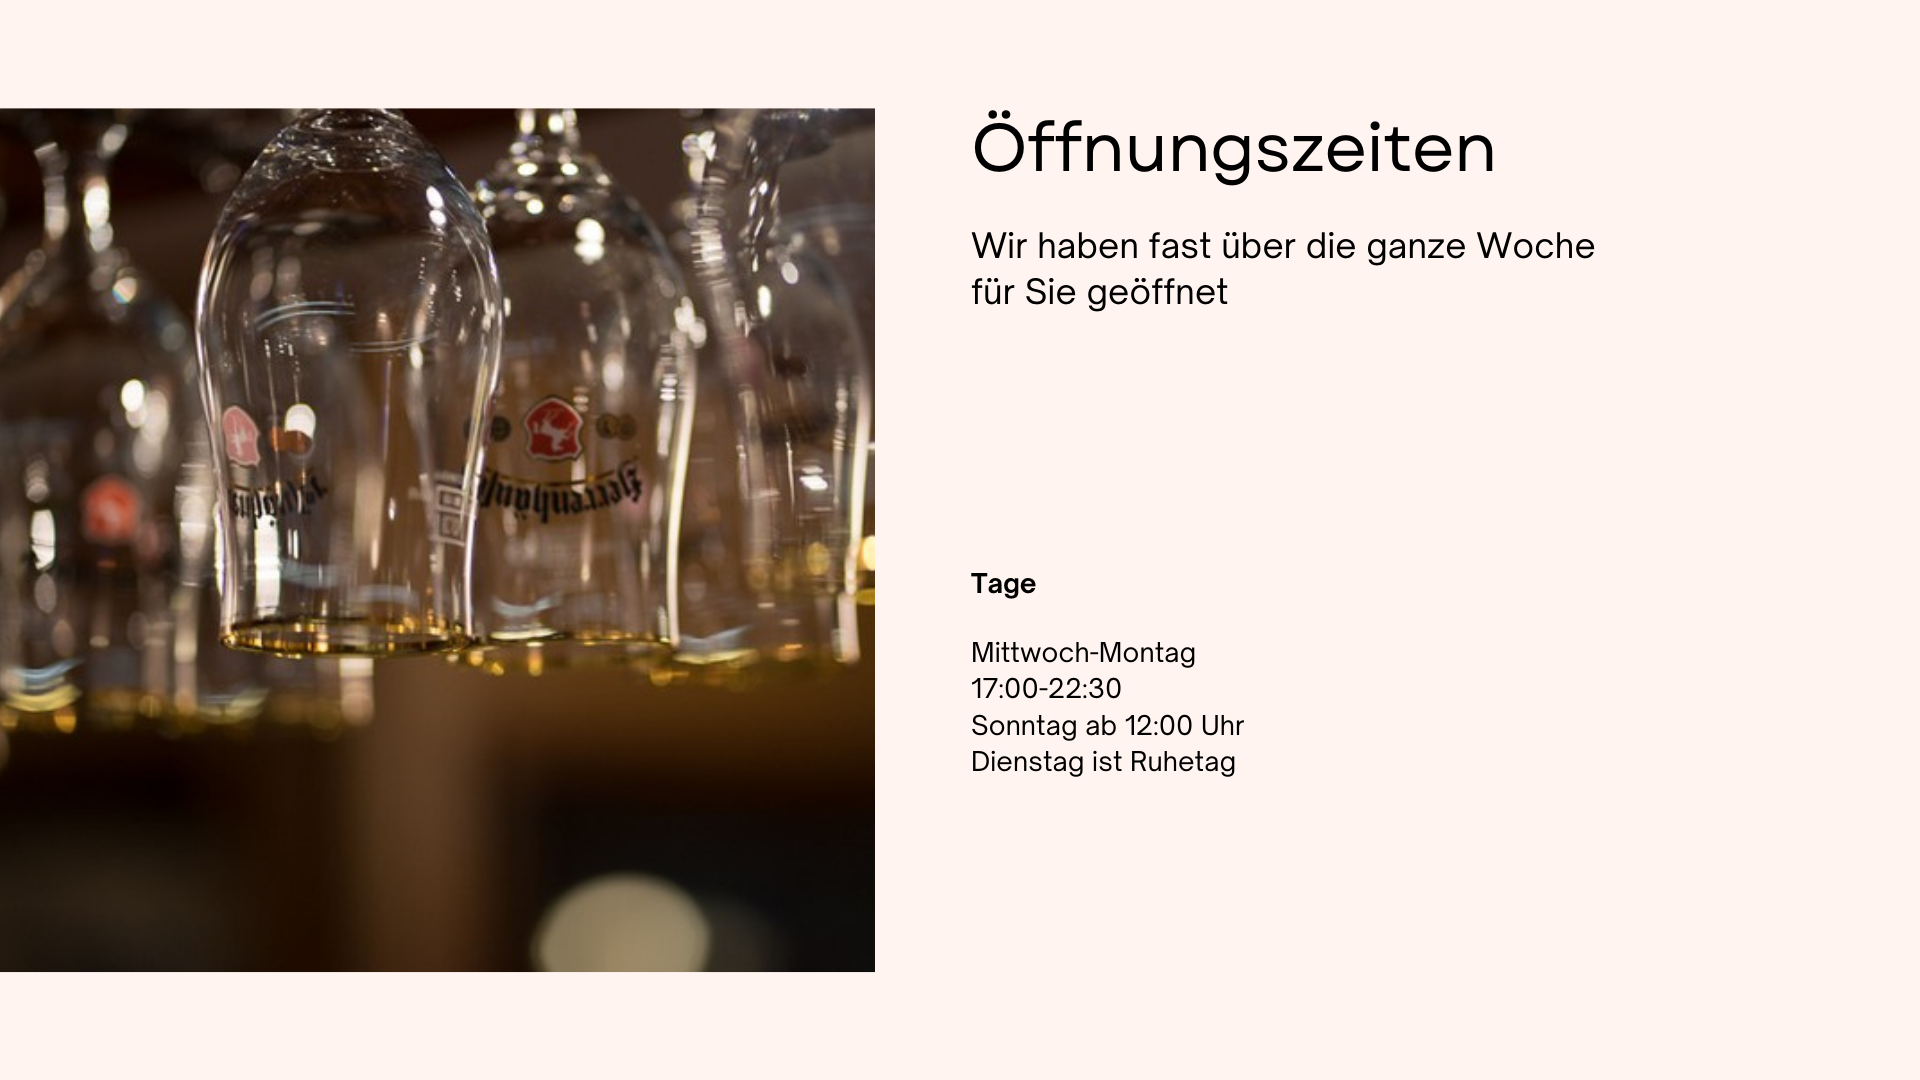 Öffnungszeiten
Wir haben fast über die ganze Woche
für Sie geöffnet
Tage
Mittwoch-Montag
17:00-22:30
Sonntag ab 12:00 Uhr
Dienstag ist Ruhetag